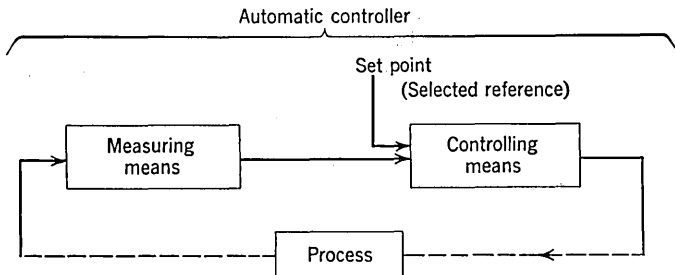 Automatic controller
Set point
(Selected reference)
Measuring
means
Controlling
means
Process